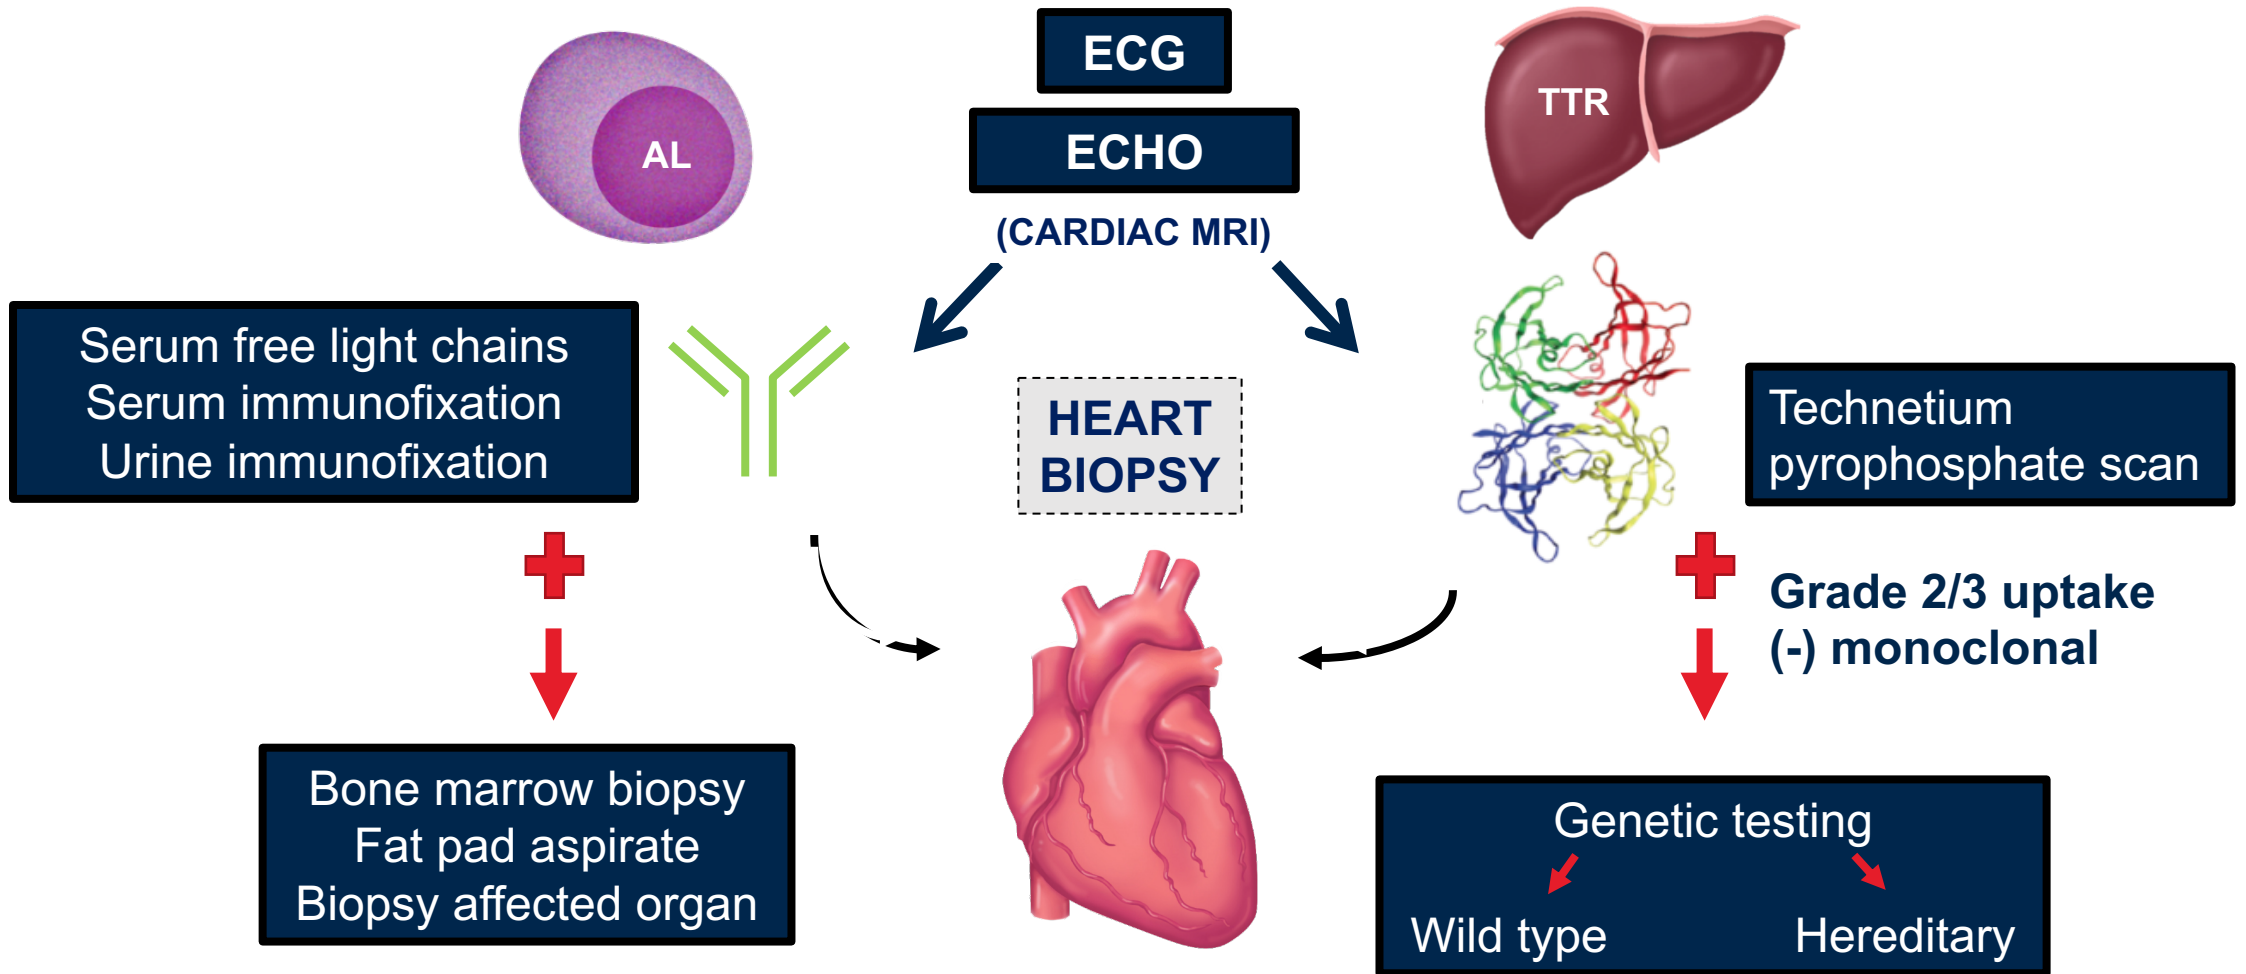 ECG
ECHO
(CARDIAC MRI)
AL
TTR
Serum free light chains
Serum immunofixation
Urine immunofixation
HEART
BIOPSY
Technetium
pyrophosphate scan
Grade 2/3 uptake
(-) monoclonal
Bone marrow biopsy
Fat pad aspirate
Biopsy affected organ
Genetic testing
Wild type
Hereditary